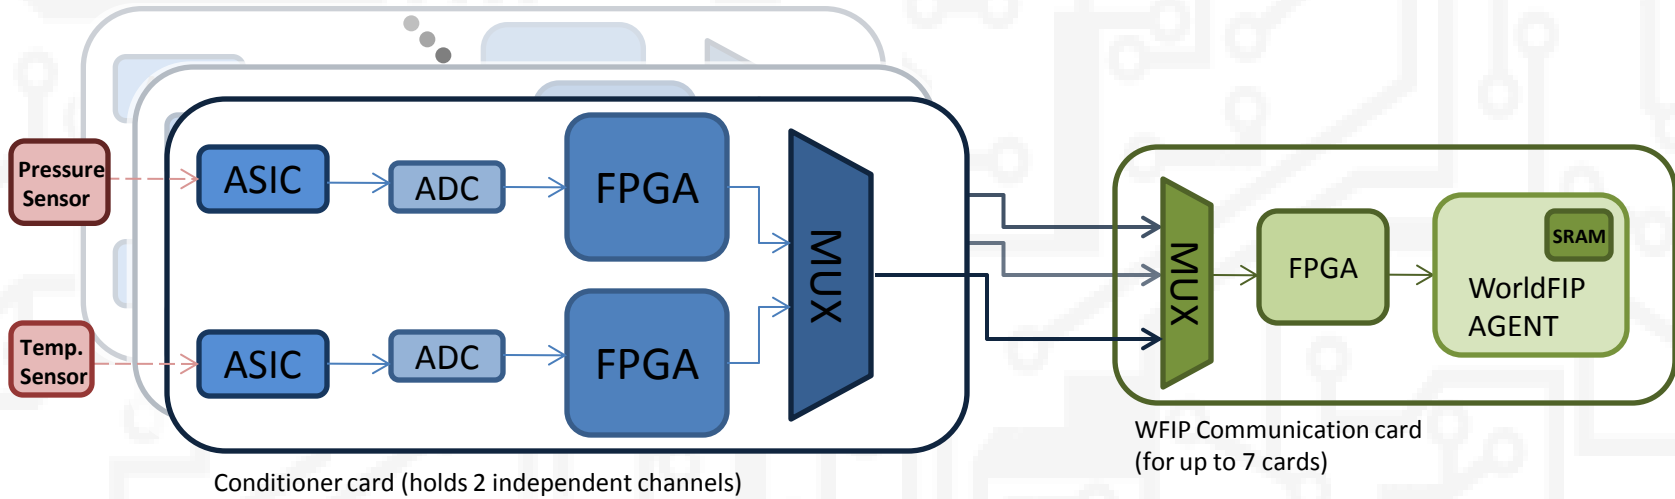 Pressure
Sensor
ASIC
ADC
FPGA
MUX
Temp.
Sensor
ASIC
ADC
FPGA
Conditioner card (holds 2 independent channels)
MUX
FPGA
SRAM
WorldFIP
AGENT
WFIP Communication card
(for up to 7 cards)